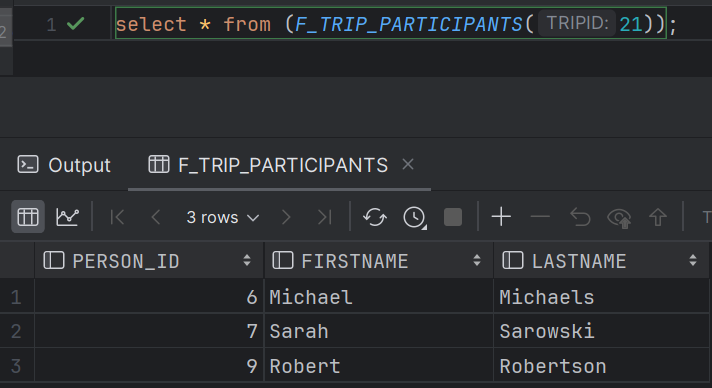 1 select * from (F_TRIP_PARTICIPANTS( TRIPID: 21));
2
Output F_TRIP_PARTICIPANTS ×
3 rows T
PERSON_ID FIRSTNAME LASTNAME
1 6 Michael Michaels
2 7 Sarah Sarowski
3 9 Robert Robertson